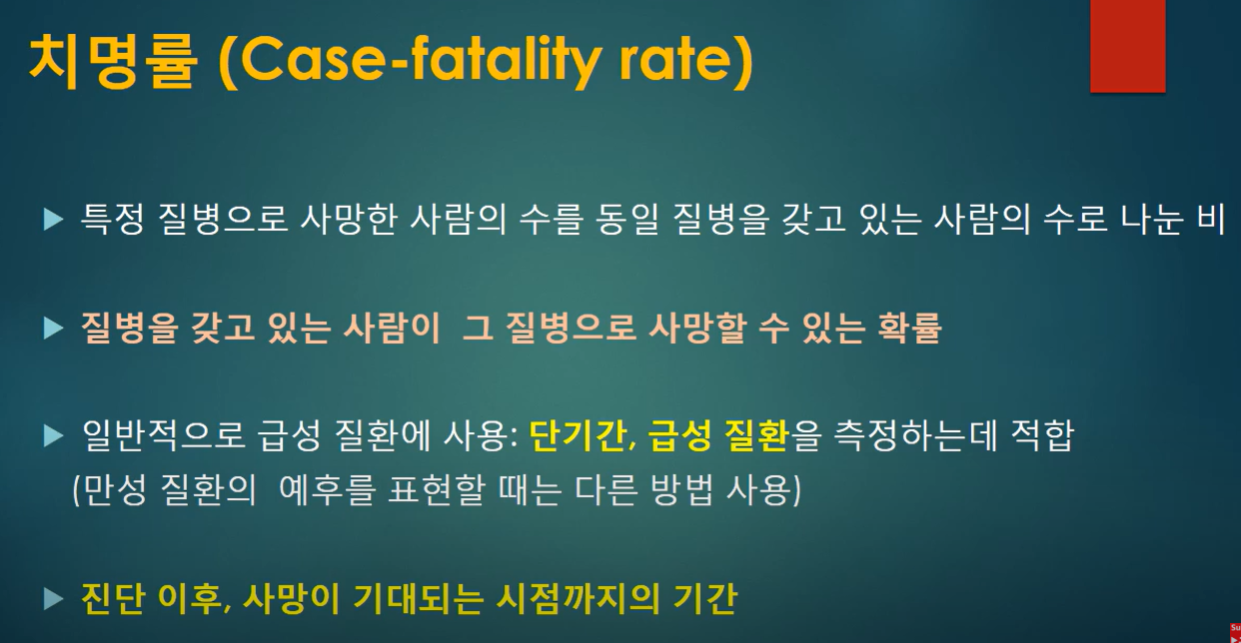 치명률 (Case-fatality rate)
특정 질병으로 사망한 사람의 수를 동일 질병을 갖고 있는 사람의 수로 나눈 비
질병을 갖고 있는 사람이 그 질병으로 사망할 수 있는 확률
일반적으로 급성 질환에 사용: 단기간, 급성 질환을 측정하는데 적합
(만성 질환의 예후를 표현할 때는 다른 방법 사용)
진단 이후, 사망이 기대되는 시점까지의 기간